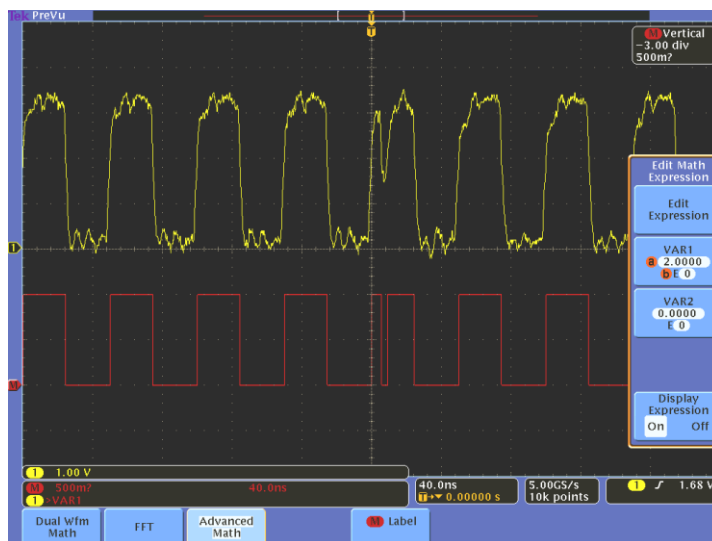 Tek PreVu
T
T
M Vertical
-3.00 div
500m?
Edit Math
Expression
Edit
Expression
VAR1
a 2.0000
b E 0
VAR2
0.0000
E 0
Display
Expression
On Off
1
M
1 1.00 V
M 500m? 40.0ns
1 >VAR1
40.0ns
T 0.00000 s
5.00GS/s
10k points
1 1.68 V
Dual Wfm
Math
FFT
Advanced
Math
M Label